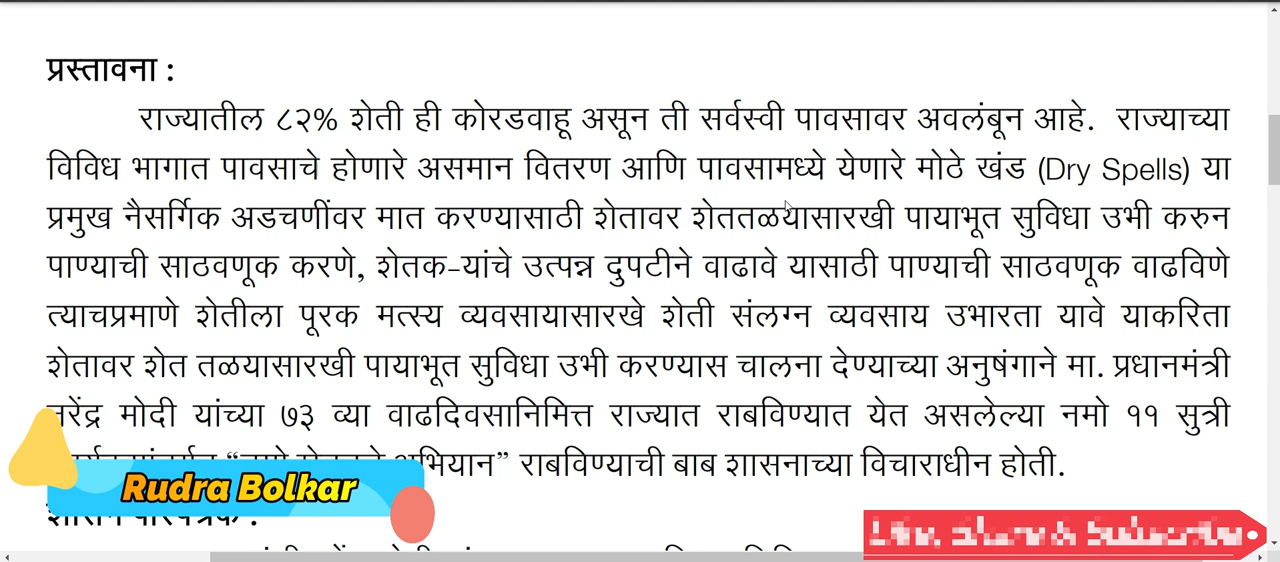 प्रस्तावना :
राज्यातील ८२% शेती ही कोरडवाहू असून ती सर्वस्वी पावसावर अवलंबून आहे. राज्याच्या
विविध भागात पावसाचे होणारे असमान वितरण आणि पावसामध्ये येणारे मोठे खंड (Dry Spells) या
प्रमुख नैसर्गिक अडचणींवर मात करण्यासाठी शेतावर शेततळयासारखी पायाभूत सुविधा उभी करुन
पाण्याची साठवणूक करणे, शेतक-यांचे उत्पन्न दुपटीने वाढावे यासाठी पाण्याची साठवणूक वाढविणे
त्याचप्रमाणे शेतीला पूरक मत्स्य व्यवसायासारखे शेती संलग्न व्यवसाय उभारता यावे याकरिता
शेतावर शेत तळयासारखी पायाभूत सुविधा उभी करण्यास चालना देण्याच्या अनुषंगाने मा. प्रधानमंत्री
नरेंद्र मोदी यांच्या ७३ व्या वाढदिवसानिमित्त राज्यात राबविण्यात येत असलेल्या नमो ११ सुत्री
अभियान” राबविण्याची बाब शासनाच्या विचाराधीन होती.
Rudra Bolkar